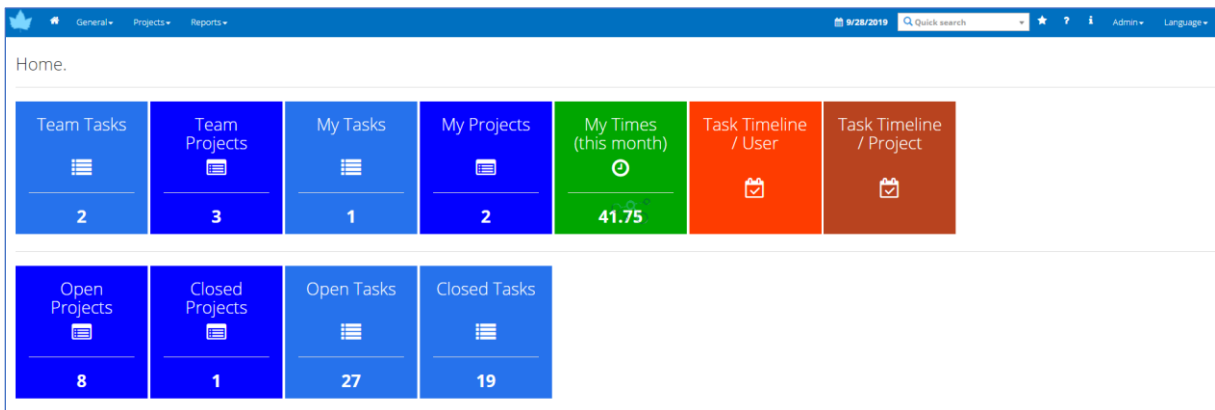 General Projects Reports 9/28/2019 Quick search ? i Admin Language
Home.
Team Tasks
2
Team
Projects
3
My Tasks
1
My Projects
2
My Times
(this month)
41.75
Task Timeline
/ User
Task Timeline
/ Project
Open
Projects
8
Closed
Projects
1
Open Tasks
27
Closed Tasks
19